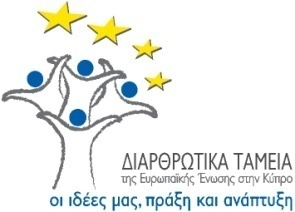 ΔΙΑΡΘΡΩΤΙΚΑ ΤΑΜΕΙΑ
της Ευρωπαϊκής Ένωσης στην Κύπρο
οι ιδέες μας, πράξη και ανάπτυξη